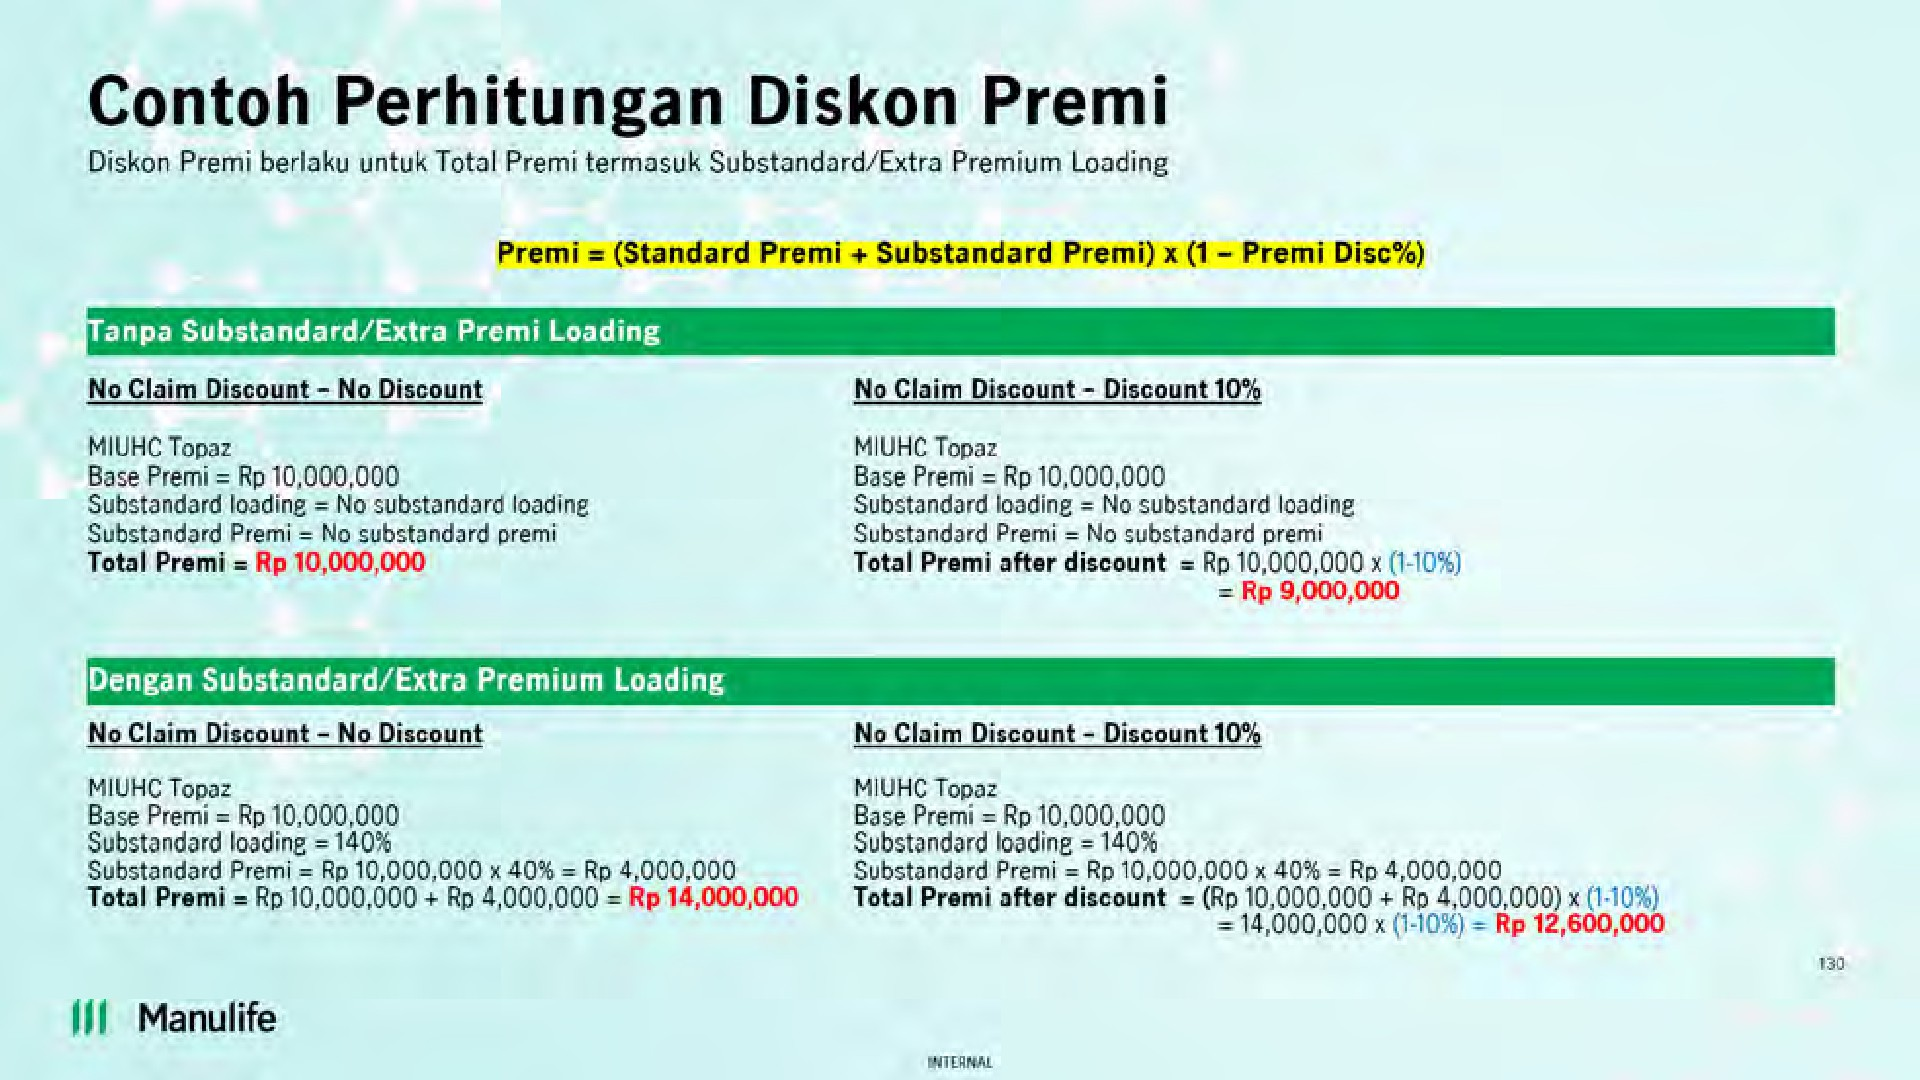 Contoh Perhitungan Diskon Premi
Diskon Premi berlaku untuk Total Premi termasuk Substandard/Extra Premium Loading
Premi = (Standard Premi + Substandard Premi) x (1 – Premi Disc%)
Tanpa Substandard/Extra Premi Loading
No Claim Discount – No Discount
MIUHC Topaz
Base Premi = Rp 10,000,000
Substandard loading = No substandard loading
Substandard Premi = No substandard premi
Total Premi = Rp 10,000,000
No Claim Discount – Discount 10%
MIUHC Topaz
Base Premi = Rp 10,000,000
Substandard loading = No substandard loading
Substandard Premi = No substandard premi
Total Premi after discount = Rp 10,000,000 x (1-10%)
= Rp 9,000,000
Dengan Substandard/Extra Premium Loading
No Claim Discount – No Discount
MIUHC Topaz
Base Premi = Rp 10,000,000
Substandard loading = 140%
Substandard Premi = Rp 10,000,000 x 40% = Rp 4,000,000
Total Premi = Rp 10,000,000 + Rp 4,000,000 = Rp 14,000,000
No Claim Discount – Discount 10%
MIUHC Topaz
Base Premi = Rp 10,000,000
Substandard loading = 140%
Substandard Premi = Rp 10,000,000 x 40% = Rp 4,000,000
Total Premi after discount = (Rp 10,000,000 + Rp 4,000,000) x (1-10%)
= 14,000,000 x (1-10%) = Rp 12,600,000
130
Manulife
INTERNAL